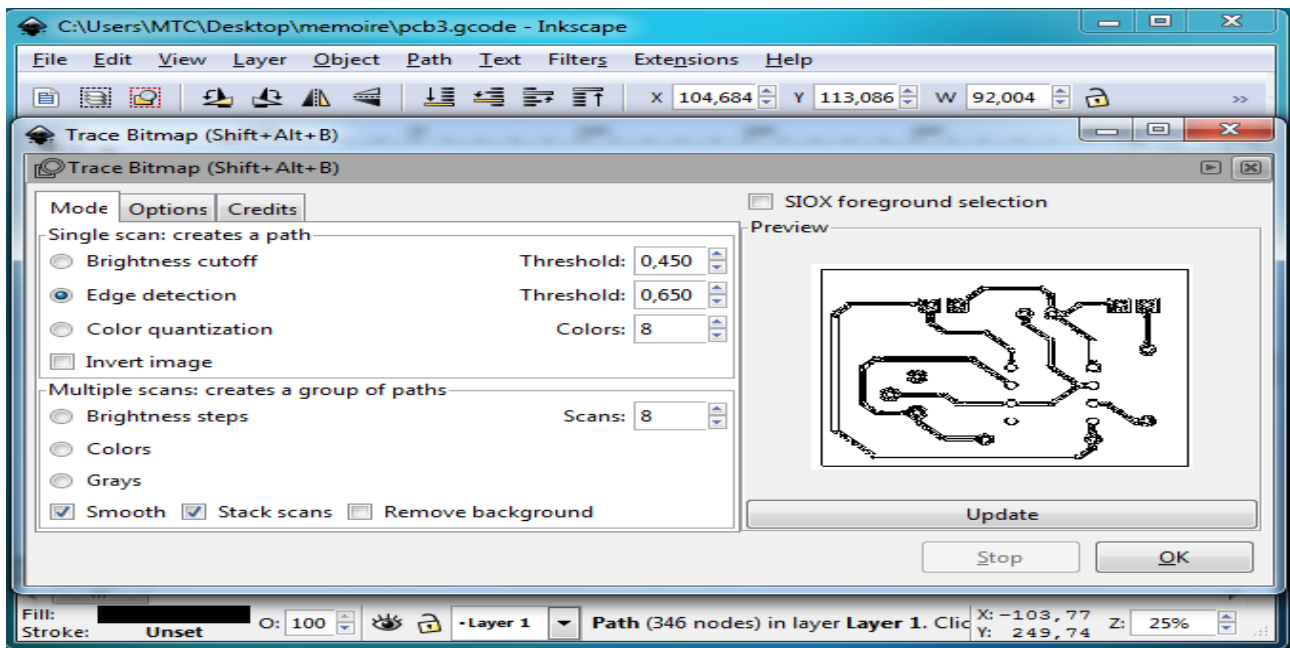 C:\Users\MTC\Desktop\memoire\pcb3.gcode - Inkscape
File Edit View Layer Object Path Text Filters Extensions Help
X 104,684 Y 113,086 W 92,004 >>
Trace Bitmap (Shift+Alt+B)
Trace Bitmap (Shift+Alt+B)
Mode Options Credits
SIOX foreground selection
Single scan: creates a path
Preview
Brightness cutoff Threshold: 0,450
Edge detection Threshold: 0,650
Color quantization Colors: 8
Invert image
Multiple scans: creates a group of paths
Brightness steps Scans: 8
Colors
Grays
Smooth Stack scans Remove background
Update
Stop OK
Fill:
Stroke: Unset O: 100 Layer 1 Path (346 nodes) in layer Layer 1. Clic X: -103,77 Z: 25%
Y: 249,74